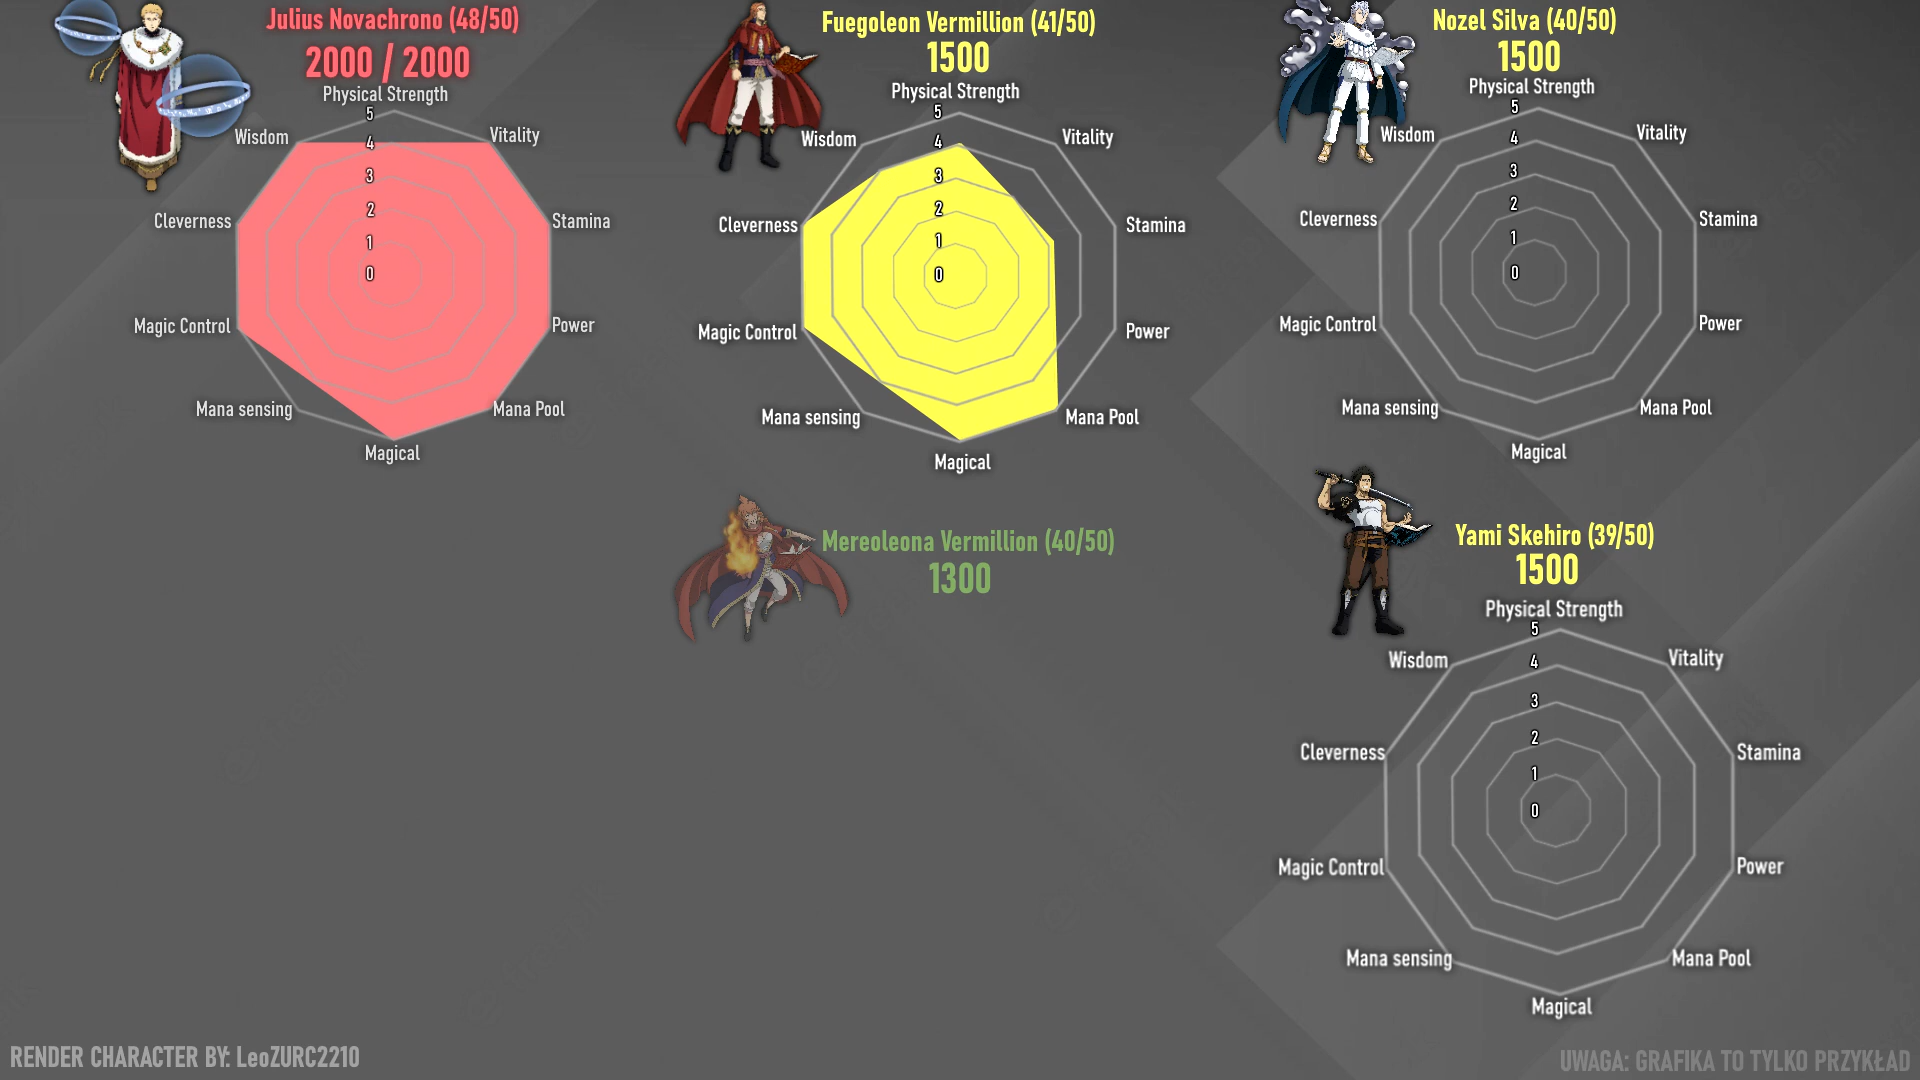 Julius Novachrono (48/50)
2000 / 2000
Physical Strength
5
4
3
2
1
0
Wisdom
Vitality
Cleverness
Stamina
Magic Control
Power
Mana sensing
Mana Pool
Magical
Fuegoleon Vermillion (41/50)
1500
Physical Strength
5
4
3
2
1
0
Wisdom
Vitality
Cleverness
Stamina
Magic Control
Power
Mana sensing
Mana Pool
Magical
Nozel Silva (40/50)
1500
Physical Strength
5
4
3
2
1
0
Wisdom
Vitality
Cleverness
Stamina
Magic Control
Power
Mana sensing
Mana Pool
Magical
Mereoleona Vermillion (40/50)
1300
Yami Skehiro (39/50)
1500
Physical Strength
5
4
3
2
1
0
Wisdom
Vitality
Cleverness
Stamina
Magic Control
Power
Mana sensing
Mana Pool
Magical
RENDER CHARACTER BY: LeoZURC2210
UWAGA: GRAFIKA TO TYLKO PRZYKŁAD